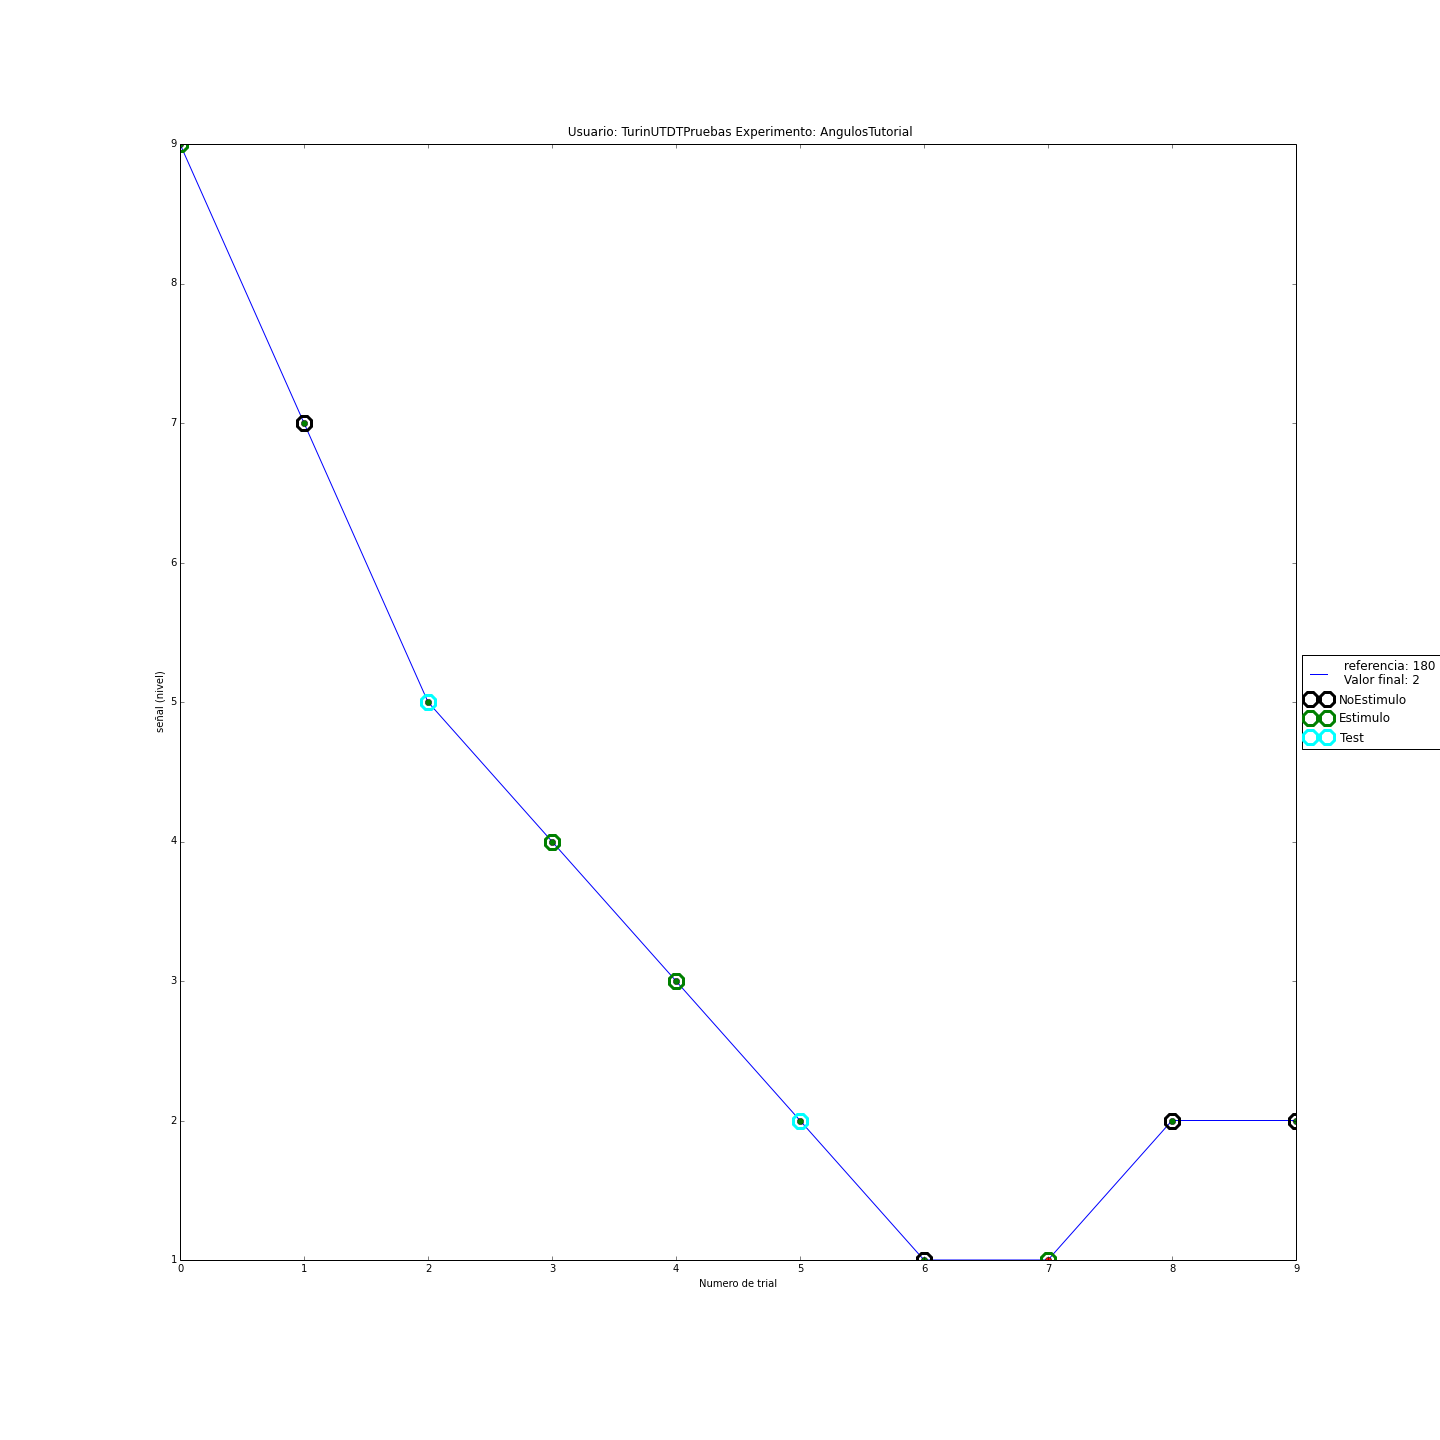 Usuario: TurinUTDTPruebas Experimento: AngulosTutorial
9
8
7
6
5
4
3
2
1
señal (nivel)
0 1 2 3 4 5 6 7 8 9
Numero de trial
referencia: 180
Valor final: 2
NoEstimulo
Estimulo
Test